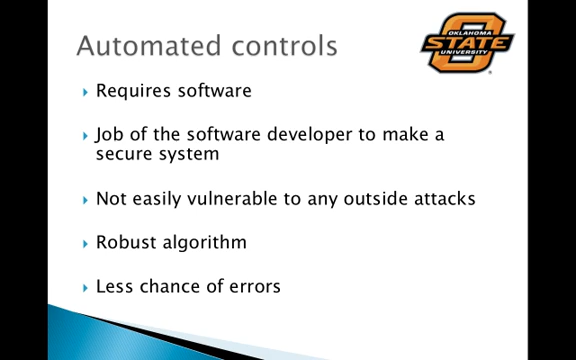 Automated controls
OKLAHOMA
STATE
UNIVERSITY
Requires software
Job of the software developer to make a
secure system
Not easily vulnerable to any outside attacks
Robust algorithm
Less chance of errors